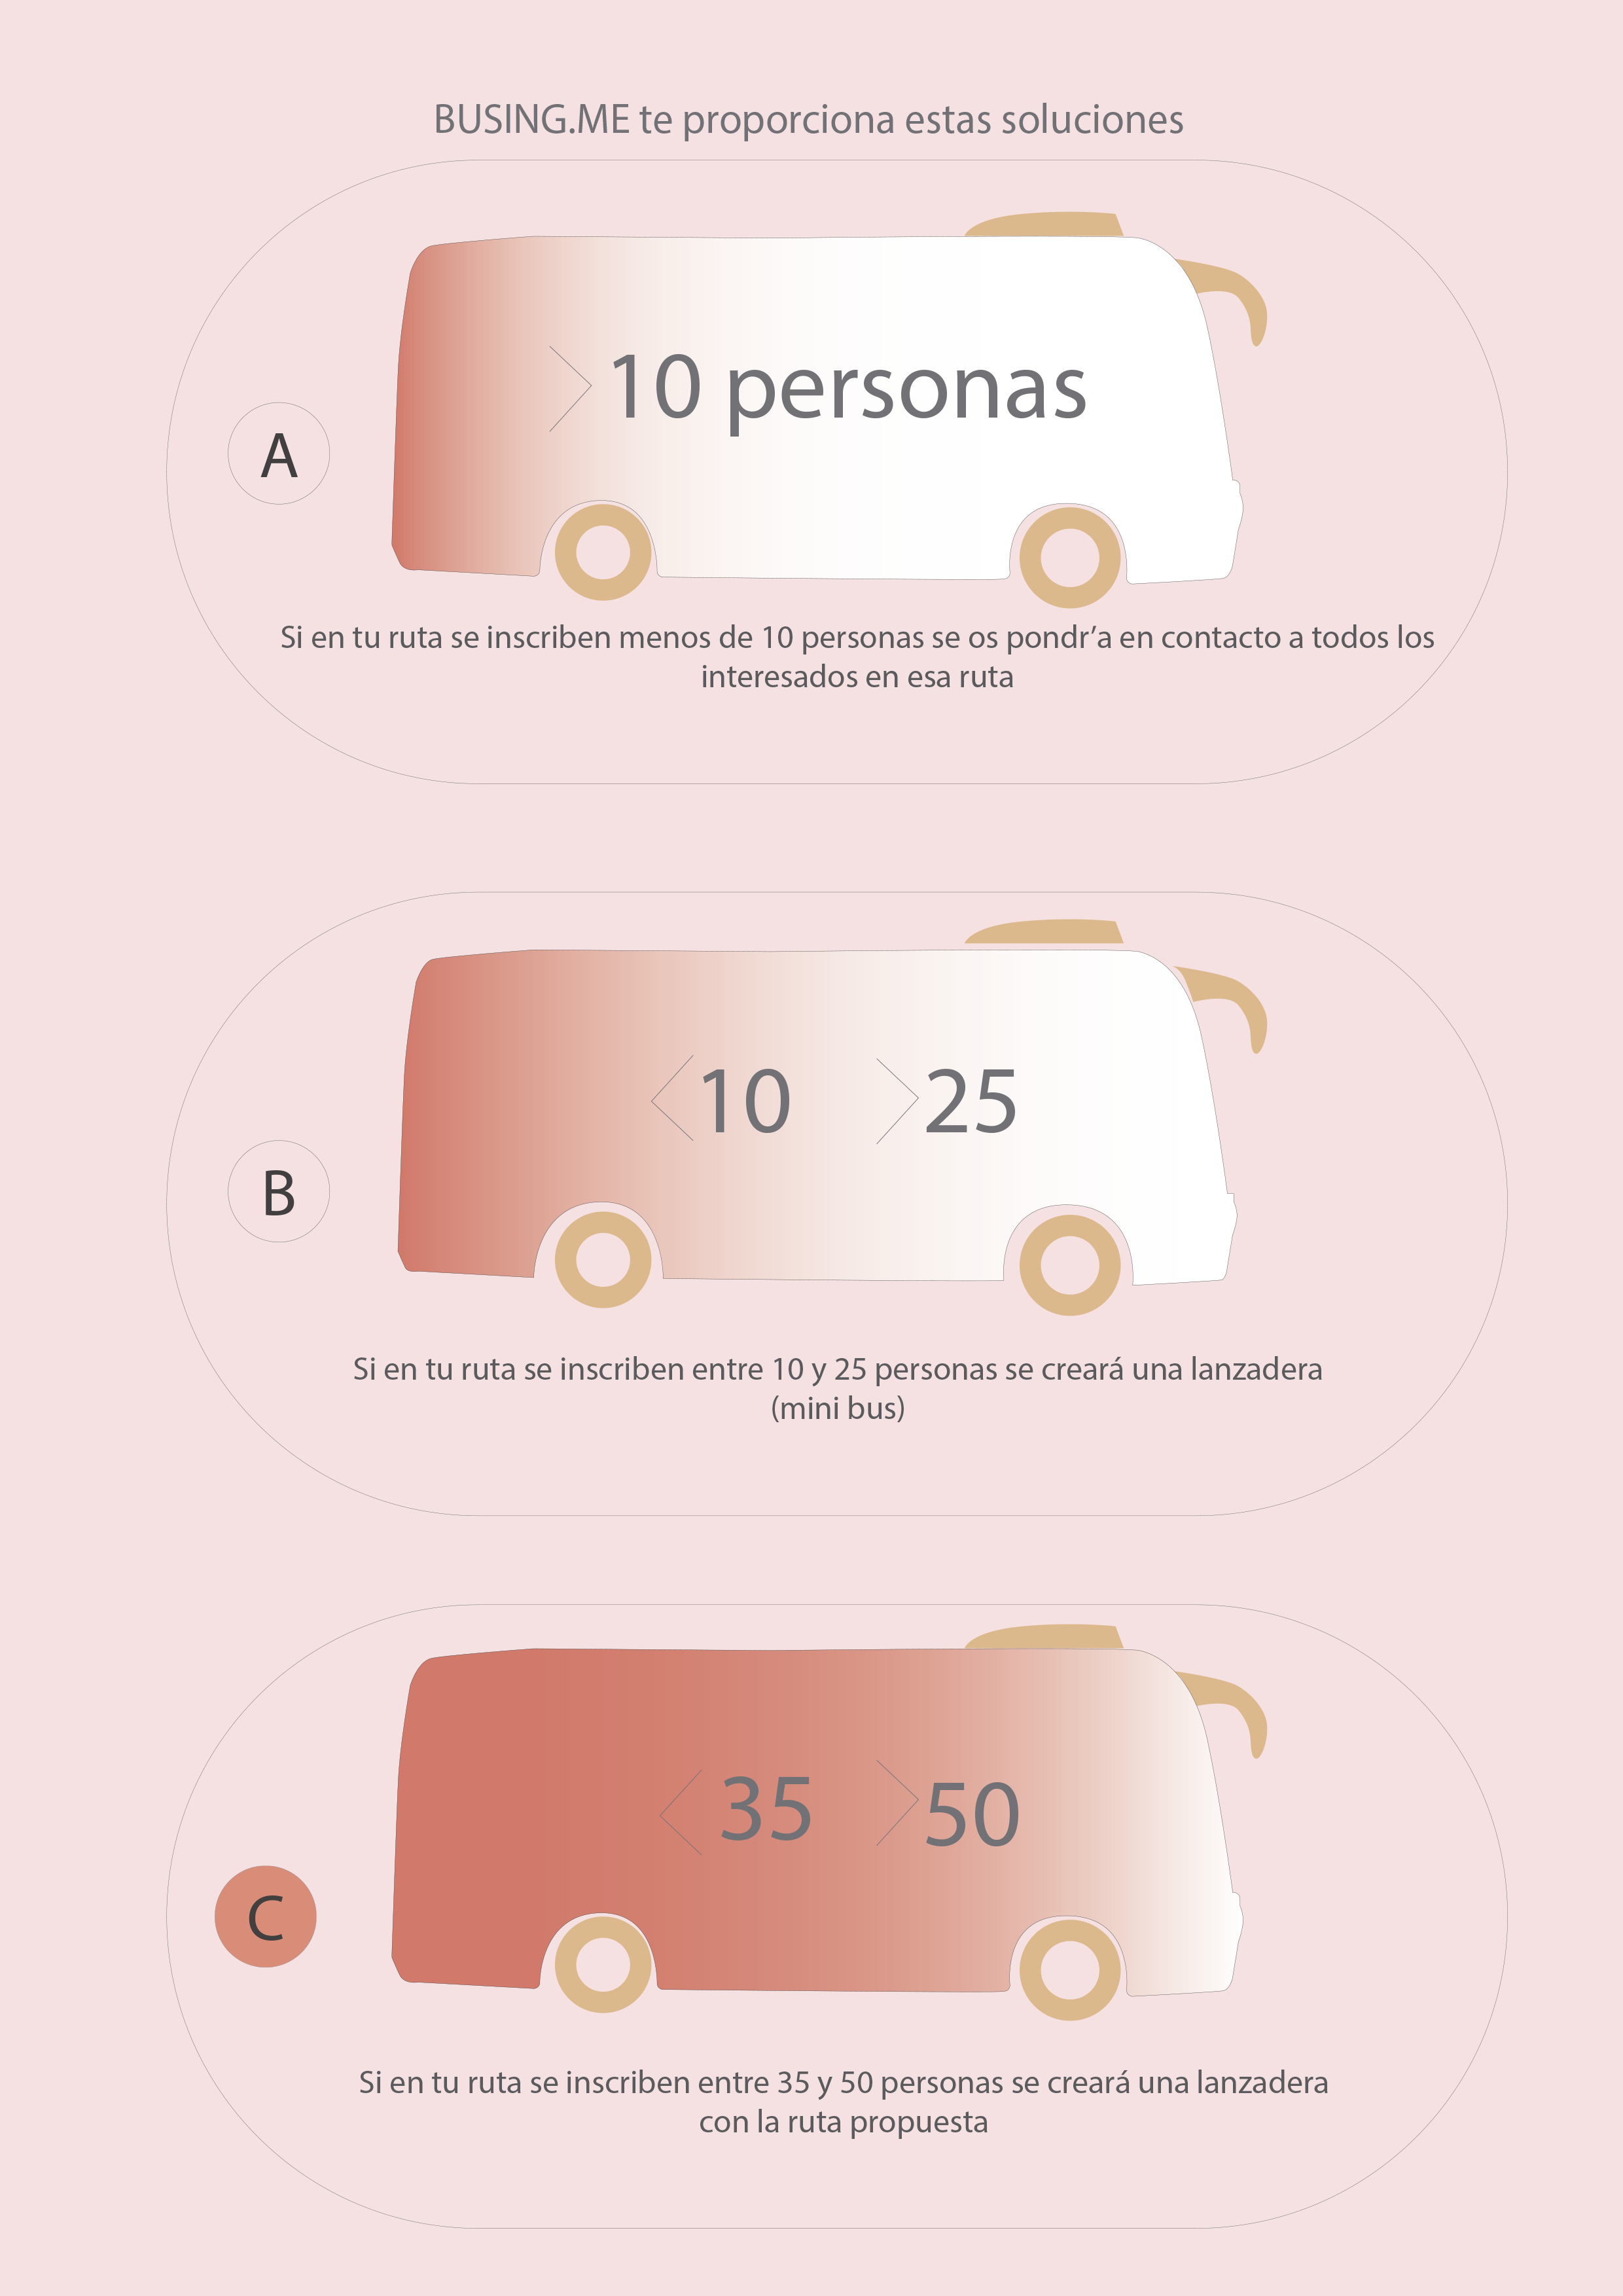 BUSING.ME te proporciona estas soluciones
>10 personas
A
Si en tu ruta se inscriben menos de 10 personas se os pondr’a en contacto a todos los
interesados en esa ruta
<10 >25
B
Si en tu ruta se inscriben entre 10 y 25 personas se creará una lanzadera
(mini bus)
<35 >50
C
Si en tu ruta se inscriben entre 35 y 50 personas se creará una lanzadera
con la ruta propuesta